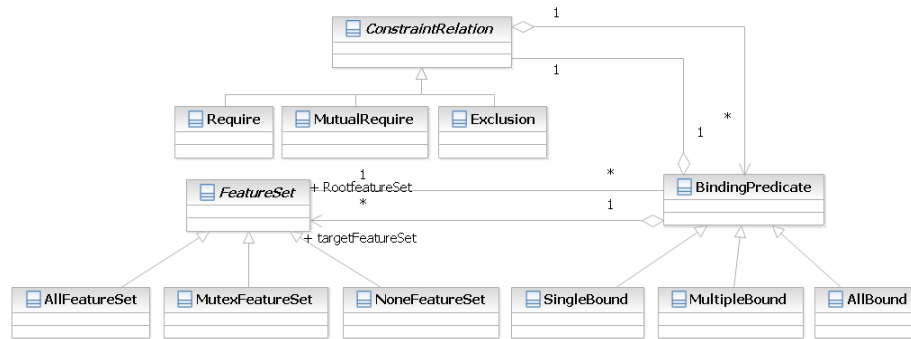 1
ConstraintRelation
1
*
Require
MutualRequire
Exclusion
1
1
*
FeatureSet
+ RootfeatureSet
BindingPredicate
*
1
+ targetFeatureSet
AllFeatureSet
MutexFeatureSet
NoneFeatureSet
SingleBound
MultipleBound
AllBound